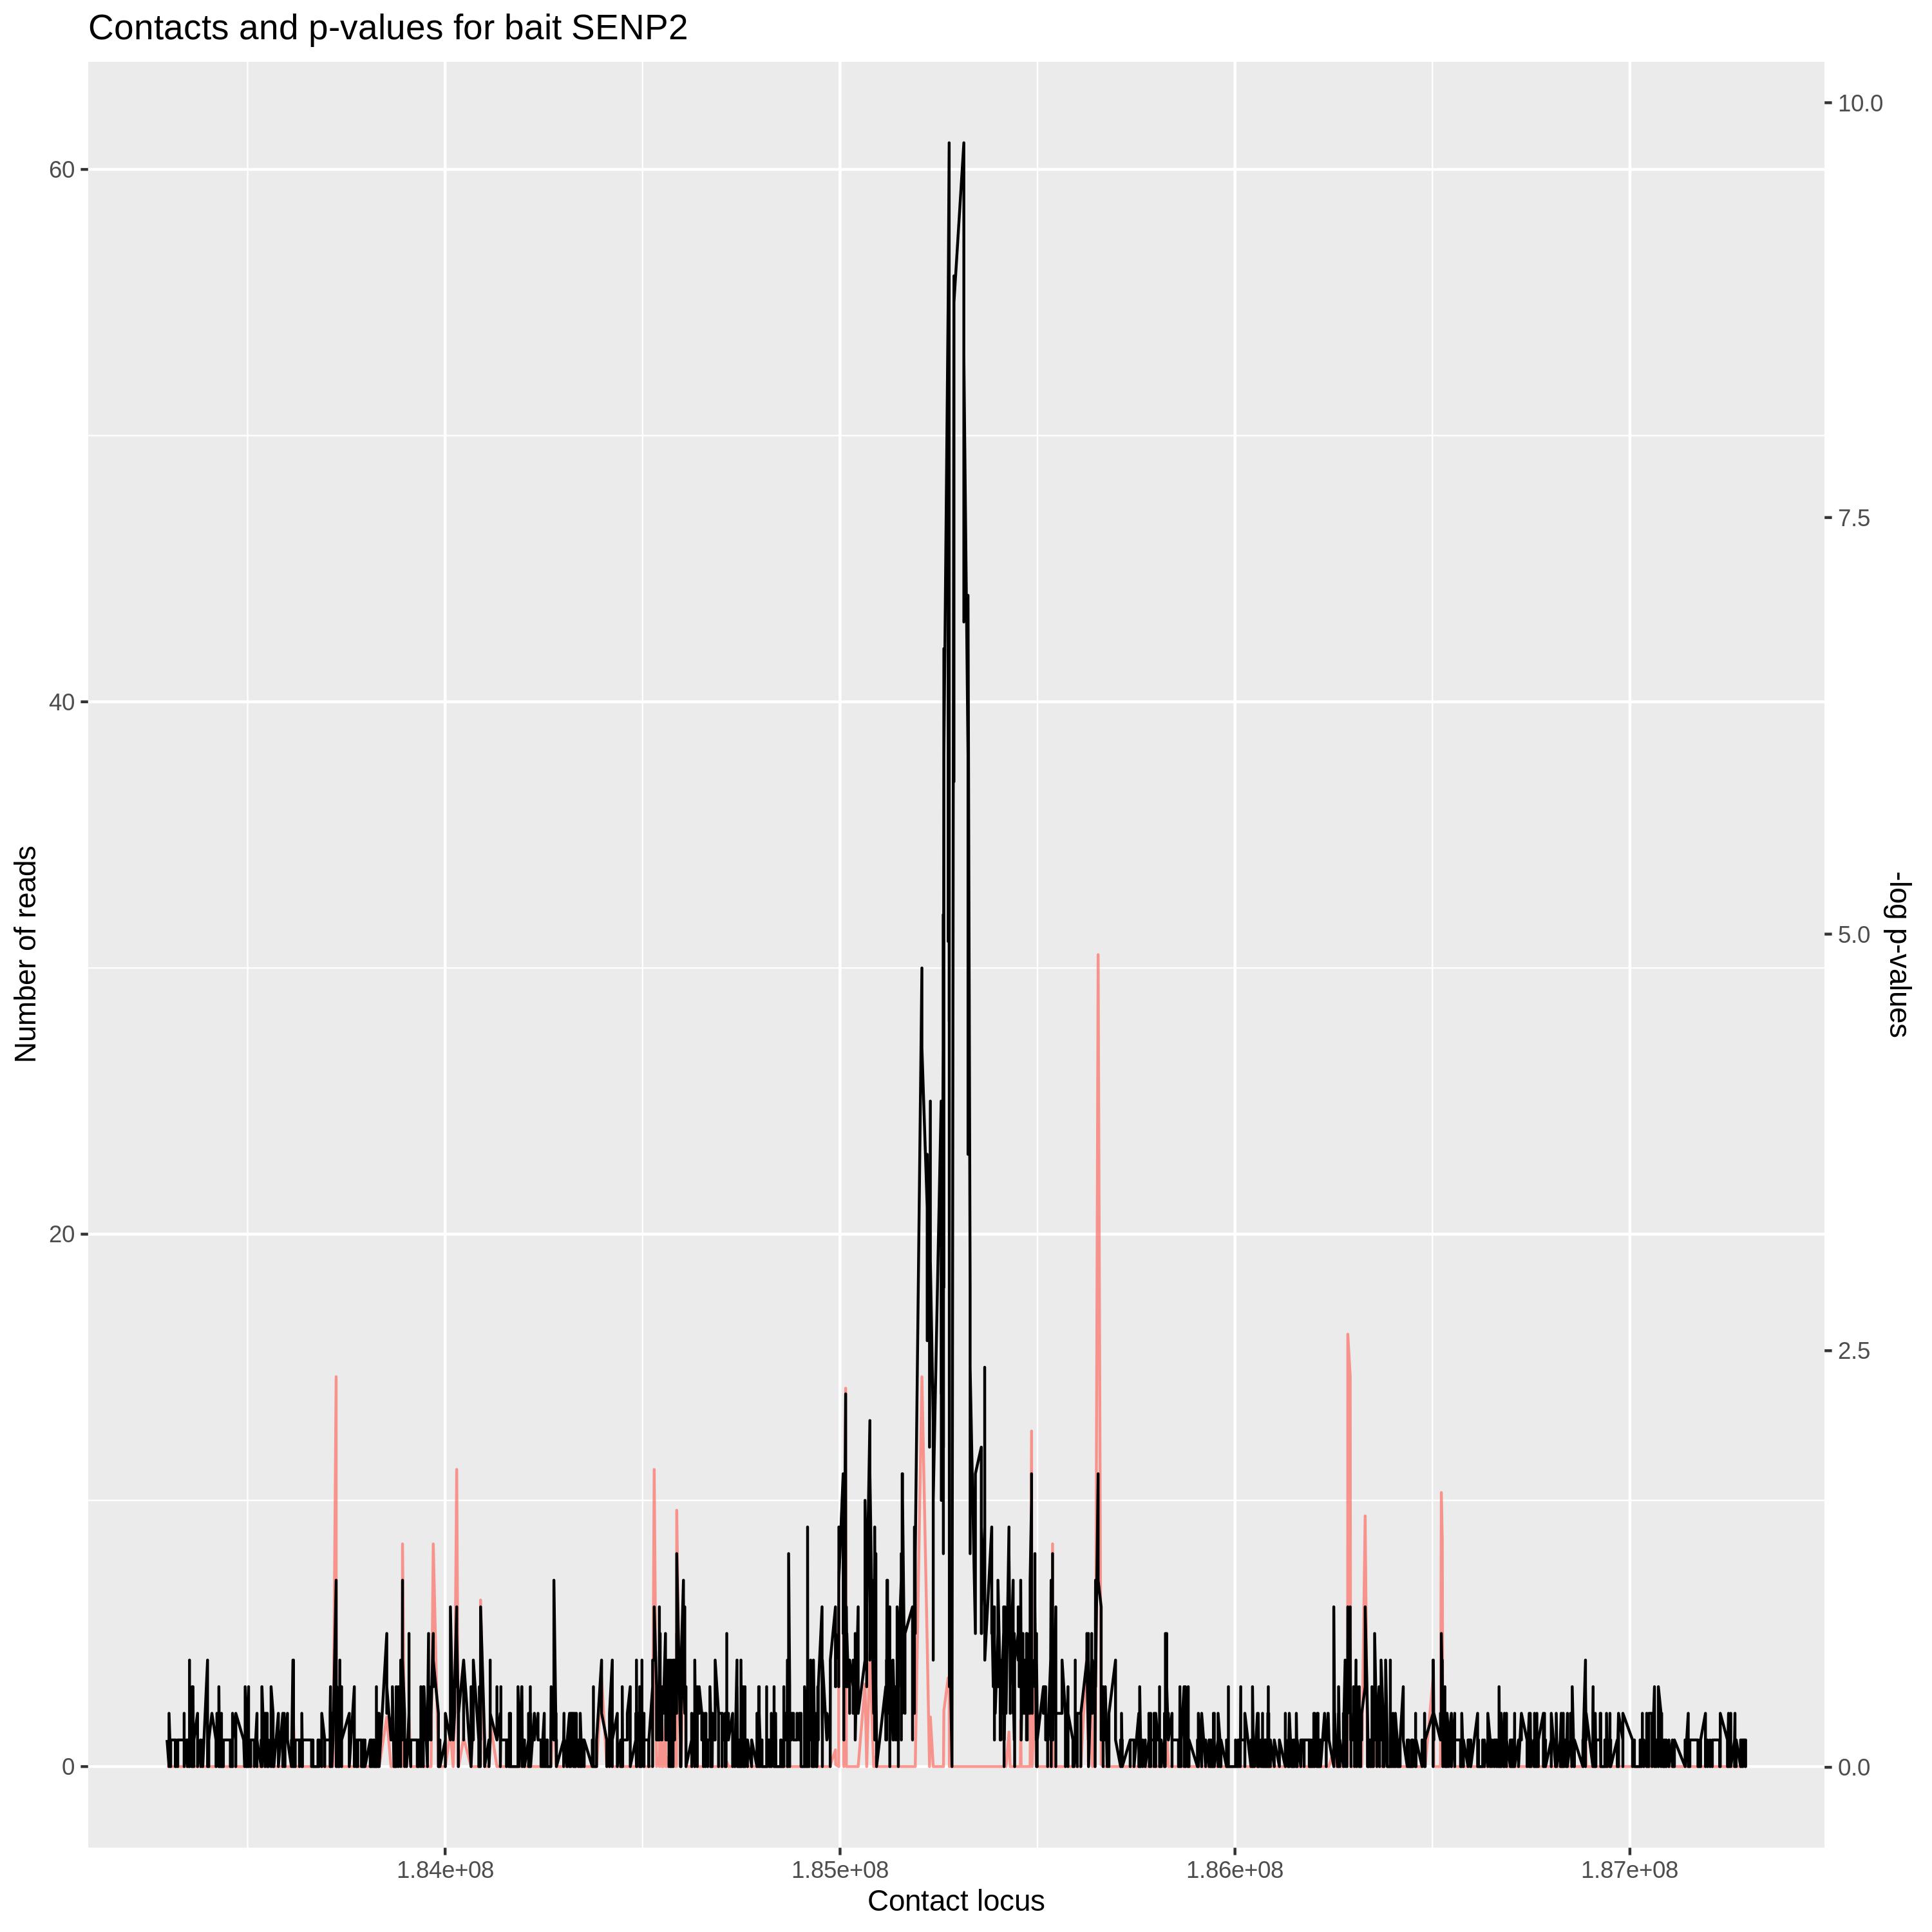 Contacts and p-values for bait SENP2
60
40
20
0
Number of reads
10.0
7.5
5.0
2.5
0.0
-log p-values
1.84e+08
1.85e+08
1.86e+08
1.87e+08
Contact locus